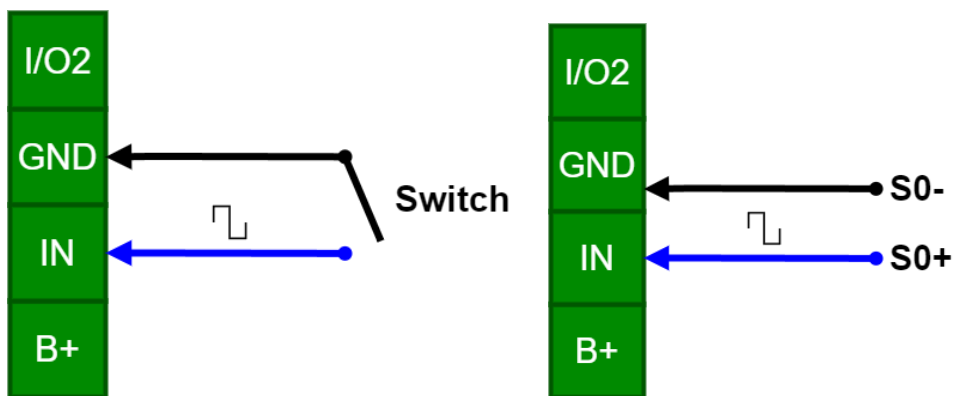 I/O2
GND
IN
B+
Switch
I/O2
GND
IN
B+
S0-
S0+